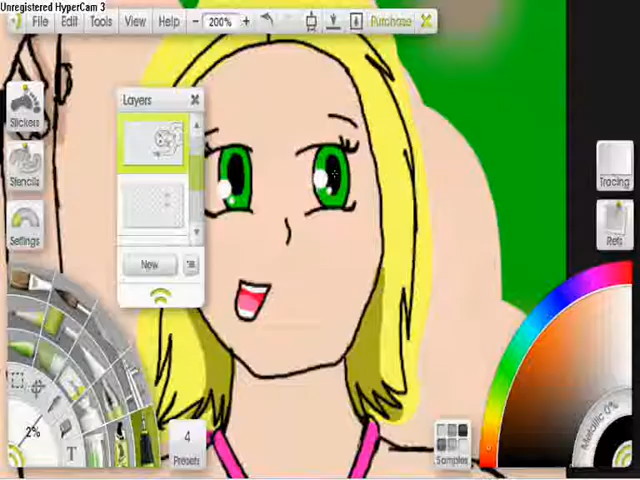 Unregistered HyperCam 3
File Edit Tools View Help - 200% + Purchase
Layers
Stickers
Stencils
Settings
New
Tracing
Refs
Metallic 0%
2%
T
4
Presets
Samples